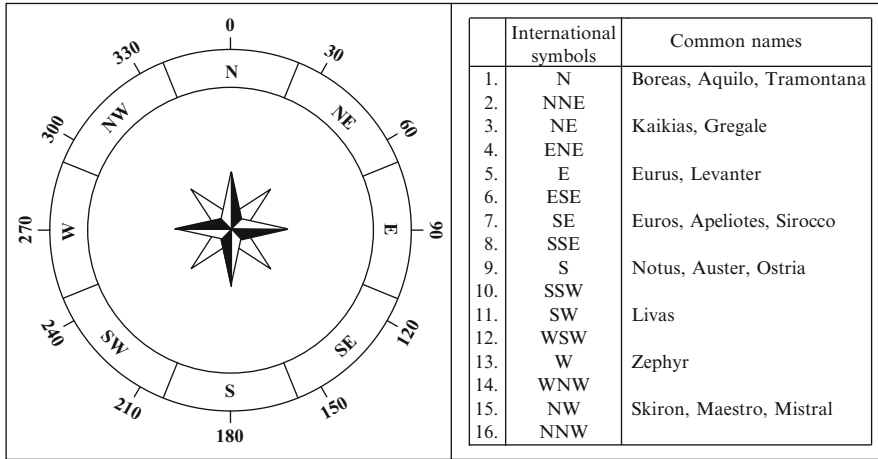 0
30
60
90
120
150
180
210
240
270
300
330
N
NE
E
SE
S
SW
W
NW
International symbols Common names
1. N Boreas, Aquilo, Tramontana
2. NNE
3. NE Kaikias, Gregale
4. ENE
5. E Eurus, Levanter
6. ESE
7. SE Euros, Apeliotes, Sirocco
8. SSE
9. S Notus, Auster, Ostria
10. SSW
11. SW Livas
12. WSW
13. W Zephyr
14. WNW
15. NW Skiron, Maestro, Mistral
16. NNW